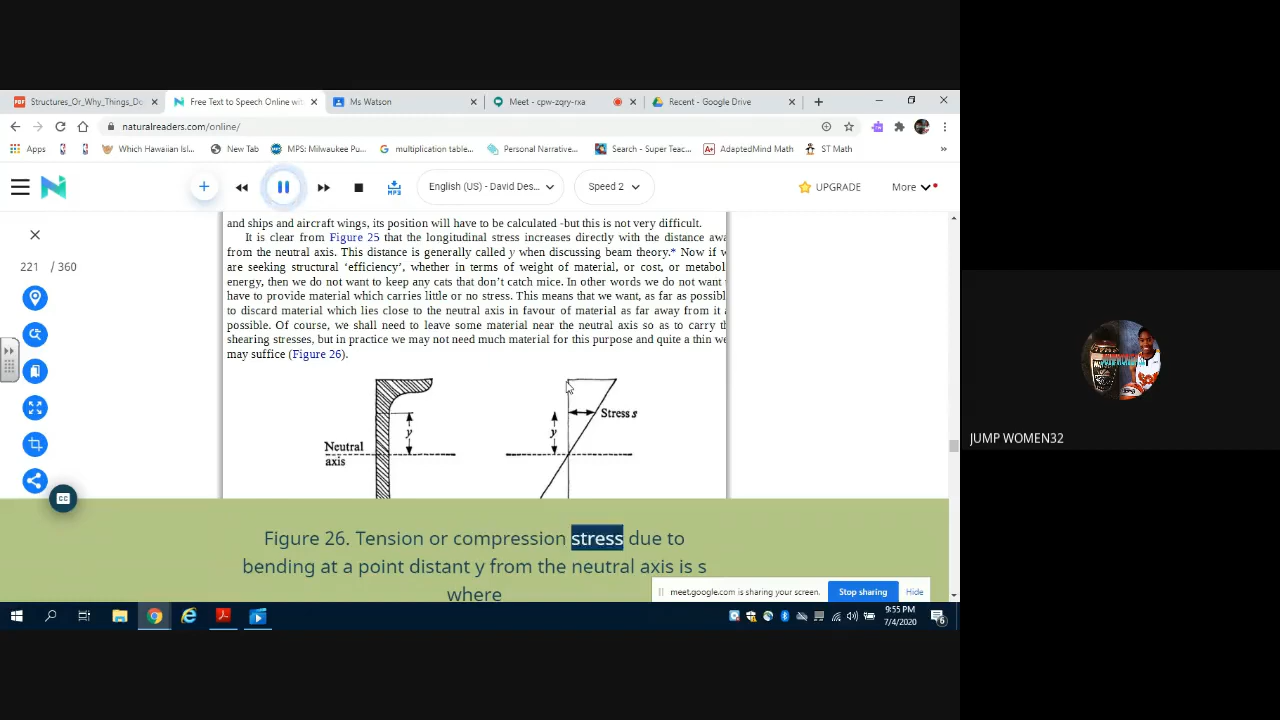 Structures_Or_Why_Things_Do
Free Text to Speech Online wit
Ms Watson
Meet - cpw-zqry-rxa
Recent - Google Drive
naturalreaders.com/online/
Apps
Which Hawaiian Isl...
New Tab
MPS: Milwaukee Pu...
multiplication table...
Personal Narrative...
Search - Super Teac...
AdaptedMind Math
ST Math
»
MP3
English (US) - David Des...
Speed 2
UPGRADE
More
221 / 360
and ships and aircraft wings, its position will have to be calculated -but this is not very difficult.
It is clear from Figure 25 that the longitudinal stress increases directly with the distance awa
from the neutral axis. This distance is generally called y when discussing beam theory.* Now if w
are seeking structural ‘efficiency’, whether in terms of weight of material, or cost, or metabol
energy, then we do not want to keep any cats that don’t catch mice. In other words we do not want
have to provide material which carries little or no stress. This means that we want, as far as possibl
to discard material which lies close to the neutral axis in favour of material as far away from it
possible. Of course, we shall need to leave some material near the neutral axis so as to carry th
shearing stresses, but in practice we may not need much material for this purpose and quite a thin we
may suffice (Figure 26).
y
Neutral
axis
y
Stress s
CC
Figure 26. Tension or compression stress due to
bending at a point distant y from the neutral axis is s
where
meet.google.com is sharing your screen.
Stop sharing
Hide
9:55 PM
7/4/2020
6
JUMP WOMEN32